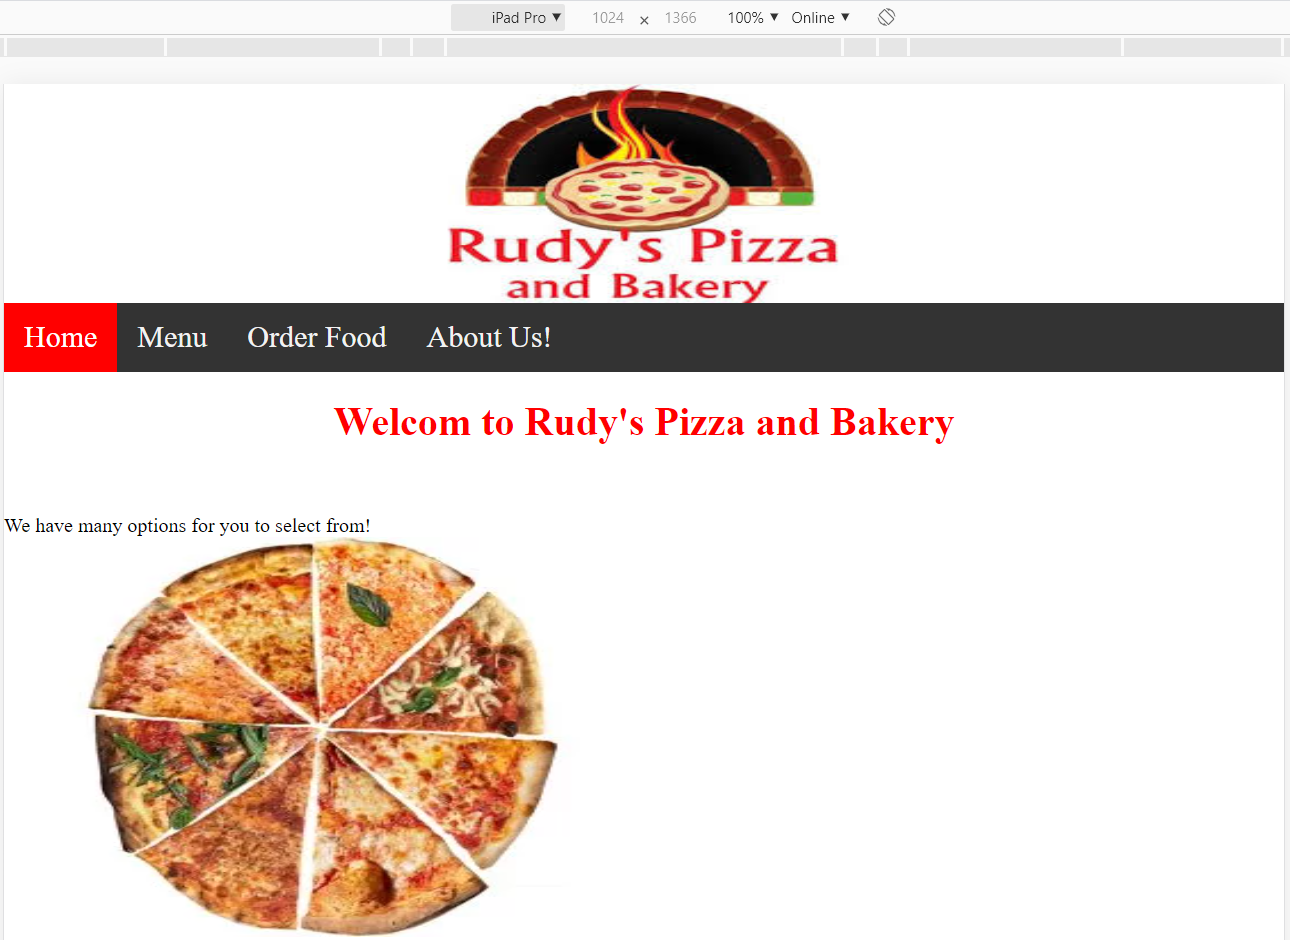 iPad Pro ▼ 1024 × 1366 100% ▼ Online ▼
Rudy's Pizza
and Bakery
Home Menu Order Food About Us!
Welcom to Rudy's Pizza and Bakery
We have many options for you to select from!